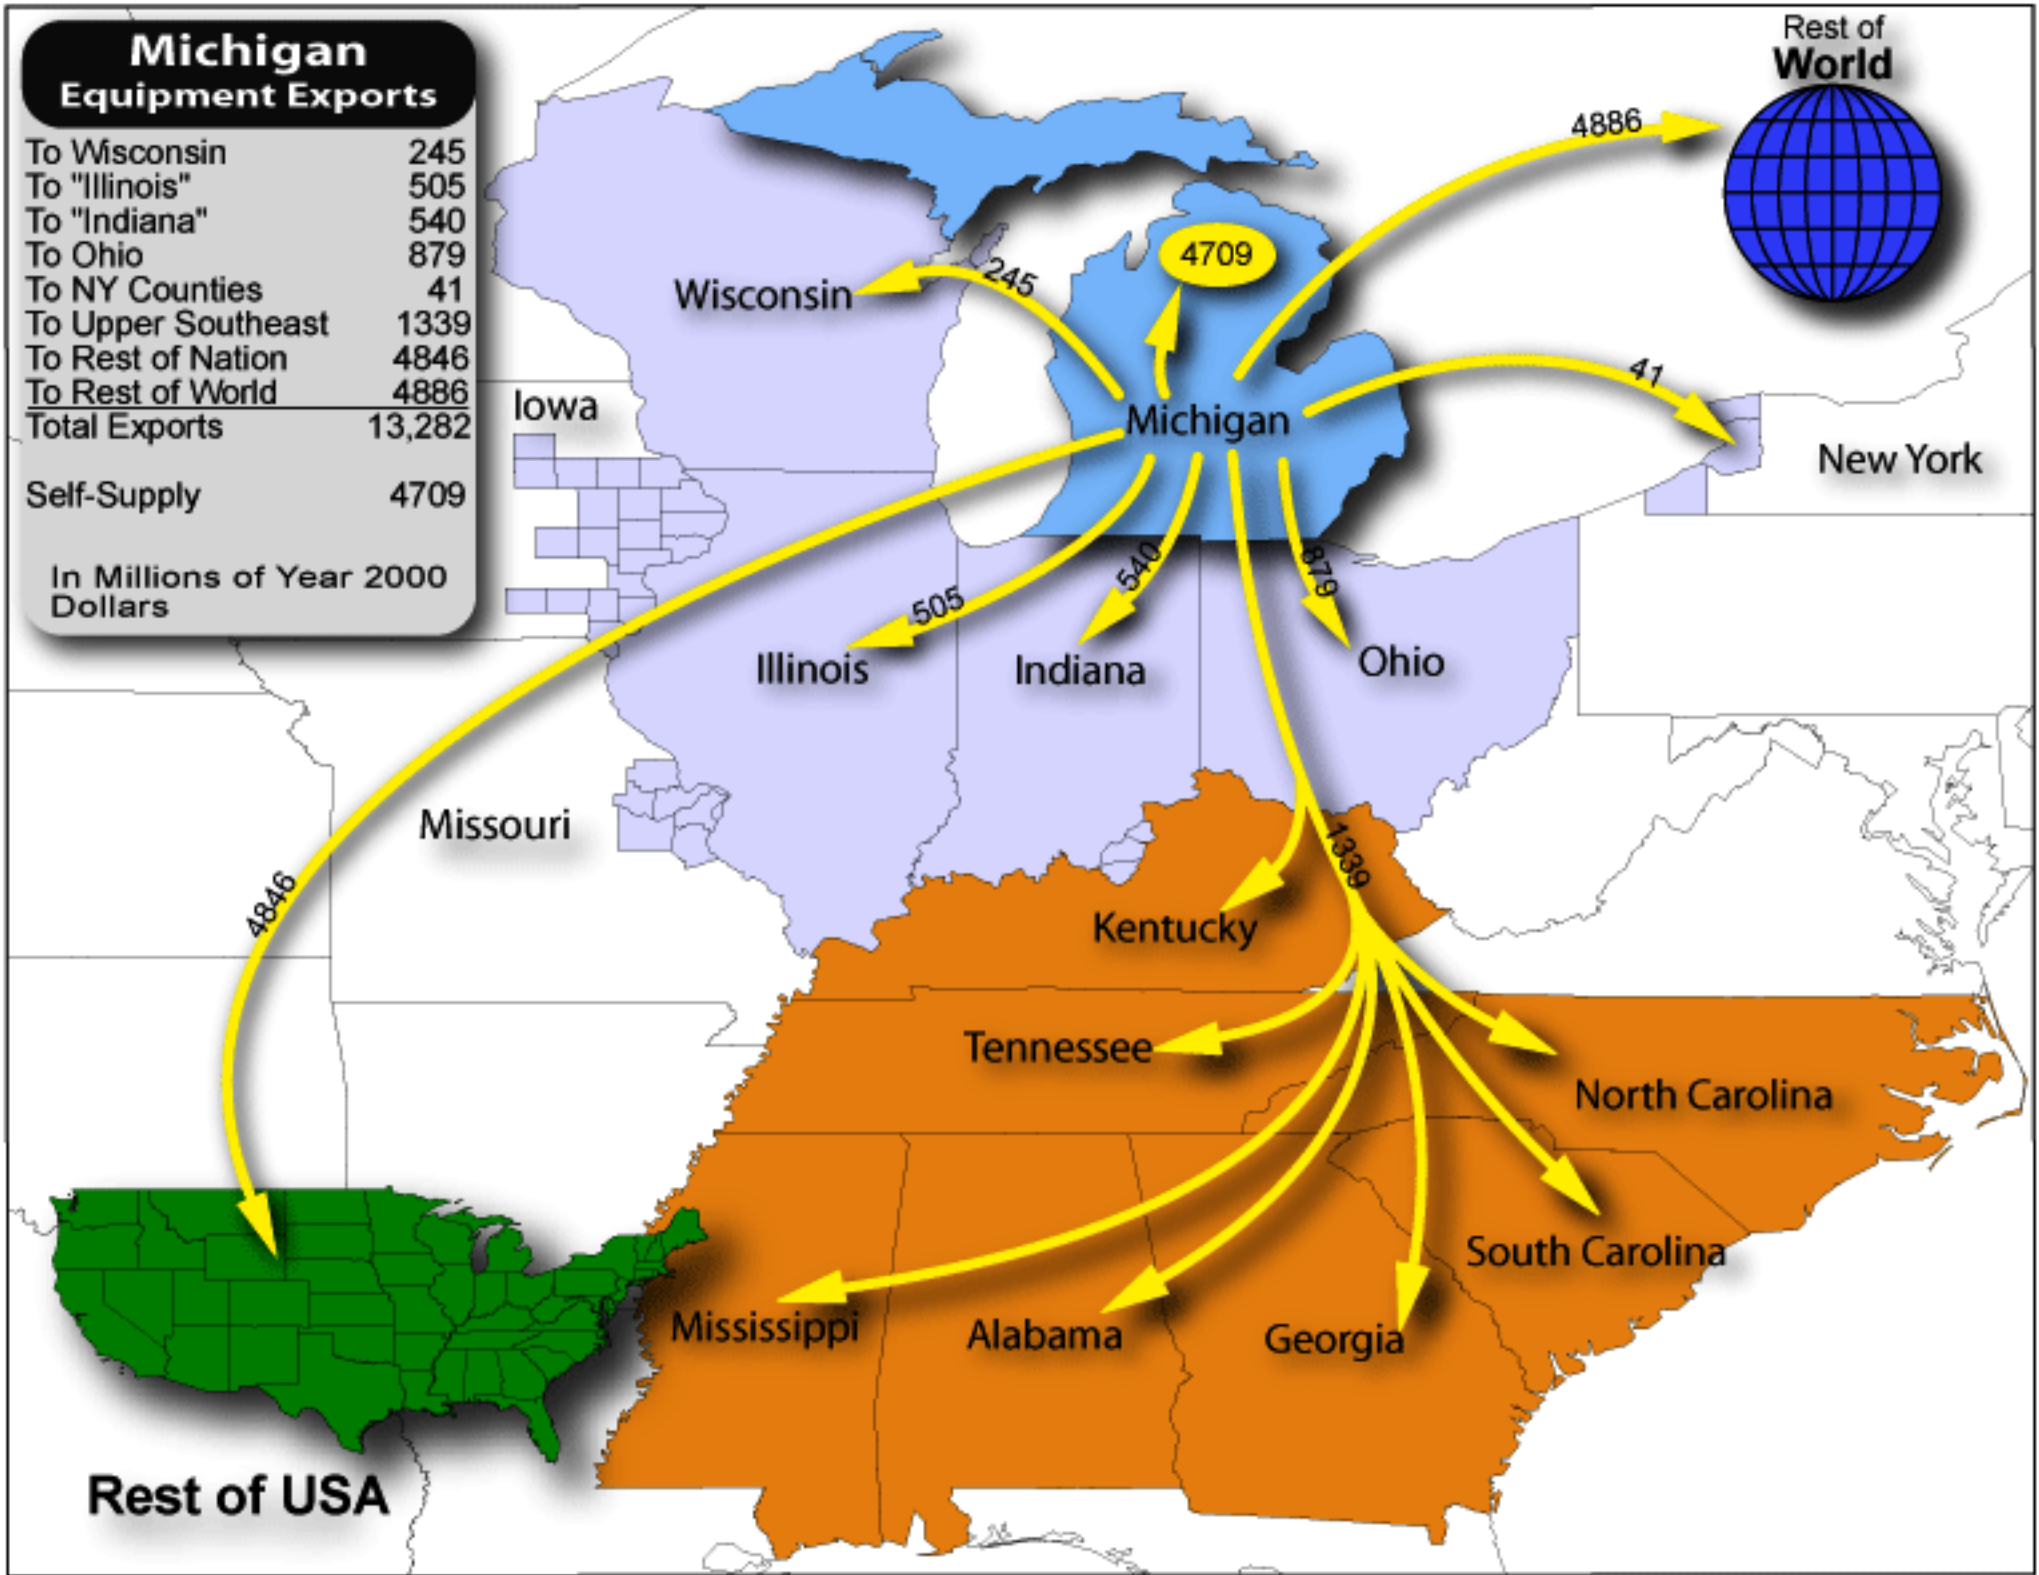 Michigan
Equipment Exports
To Wisconsin 245
To "Illinois" 505
To "Indiana" 540
To Ohio 879
To NY Counties 41
To Upper Southeast 1339
To Rest of Nation 4846
To Rest of World 4886
Total Exports 13,282
Self-Supply 4709
In Millions of Year 2000
Dollars
Rest of
World
4886
4709
245
Wisconsin
41
Iowa
Michigan
New York
540
879
505
Illinois
Indiana
Ohio
Missouri
1339
4846
Kentucky
Tennessee
North Carolina
South Carolina
Mississippi
Alabama
Georgia
Rest of USA